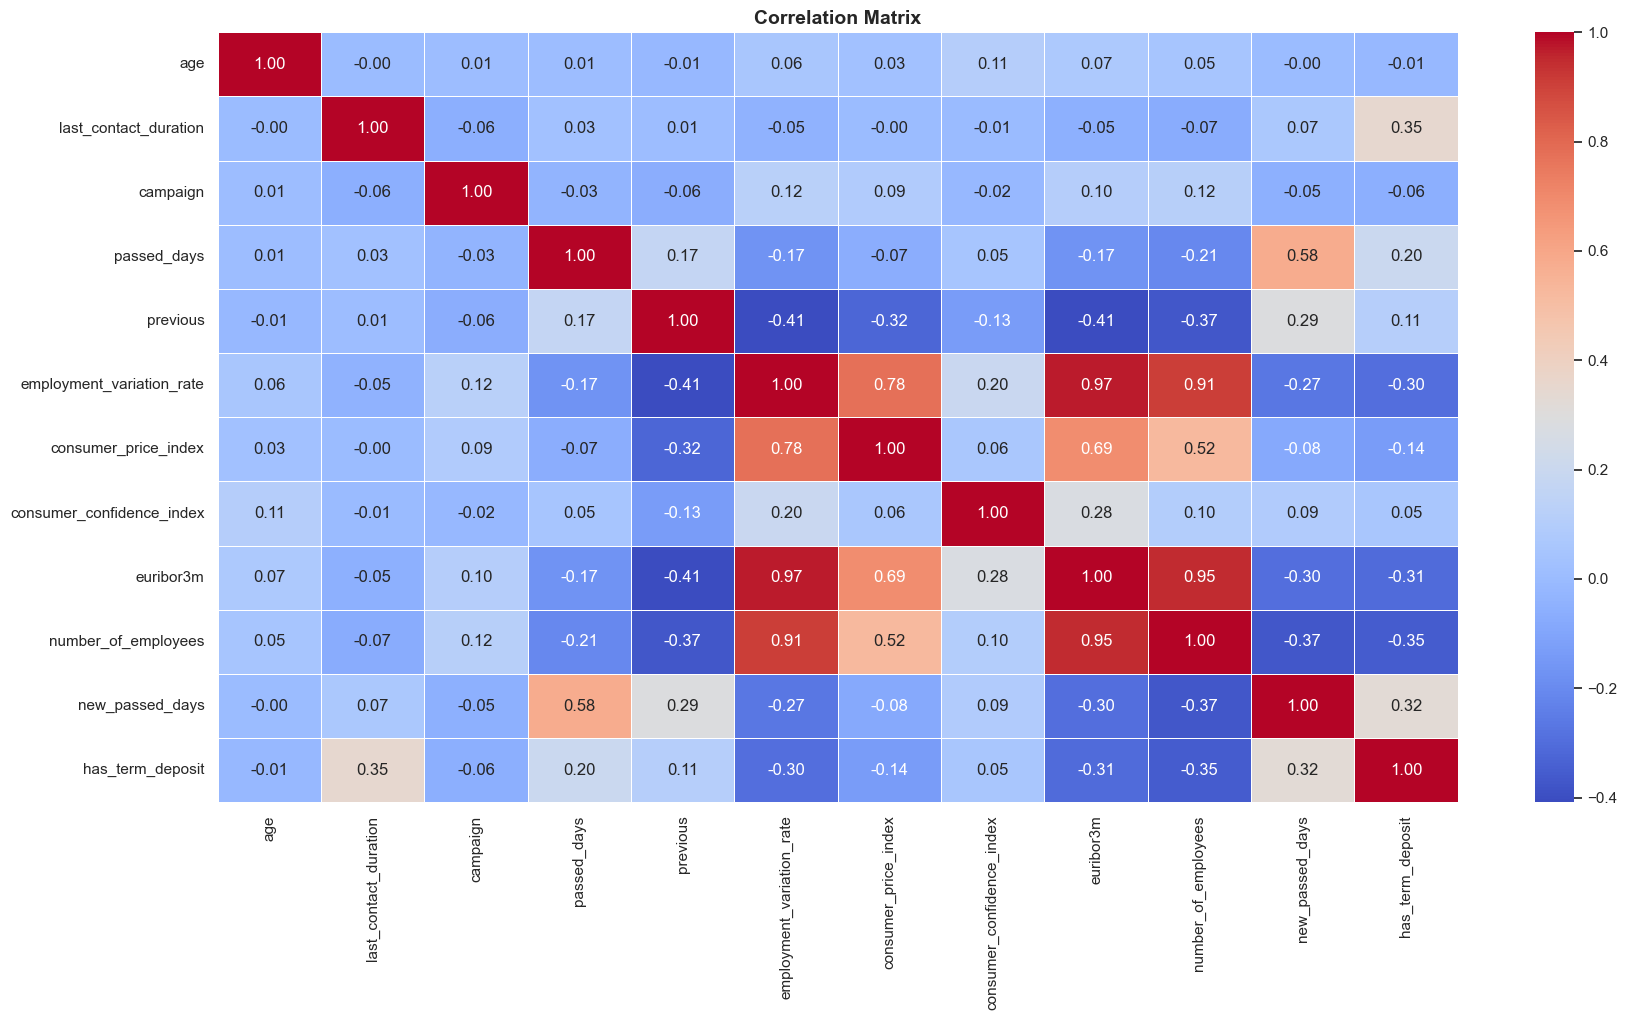 Correlation Matrix
age 1.00 -0.00 0.01 0.01 -0.01 0.06 0.03 0.11 0.07 0.05 -0.00 -0.01
last_contact_duration -0.00 1.00 -0.06 0.03 0.01 -0.05 -0.00 -0.01 -0.05 -0.07 0.07 0.35
campaign 0.01 -0.06 1.00 -0.03 -0.06 0.12 0.09 -0.02 0.10 0.12 -0.05 -0.06
passed_days 0.01 0.03 -0.03 1.00 0.17 -0.17 -0.07 0.05 -0.17 -0.21 0.58 0.20
previous -0.01 0.01 -0.06 0.17 1.00 -0.41 -0.32 -0.13 -0.41 -0.37 0.29 0.11
employment_variation_rate 0.06 -0.05 0.12 -0.17 -0.41 1.00 0.78 0.20 0.97 0.91 -0.27 -0.30
consumer_price_index 0.03 -0.00 0.09 -0.07 -0.32 0.78 1.00 0.06 0.69 0.52 -0.08 -0.14
consumer_confidence_index 0.11 -0.01 -0.02 0.05 -0.13 0.20 0.06 1.00 0.28 0.10 0.09 0.05
euribor3m 0.07 -0.05 0.10 -0.17 -0.41 0.97 0.69 0.28 1.00 0.95 -0.30 -0.31
number_of_employees 0.05 -0.07 0.12 -0.21 -0.37 0.91 0.52 0.10 0.95 1.00 -0.37 -0.35
new_passed_days -0.00 0.07 -0.05 0.58 0.29 -0.27 -0.08 0.09 -0.30 -0.37 1.00 0.32
has_term_deposit -0.01 0.35 -0.06 0.20 0.11 -0.30 -0.14 0.05 -0.31 -0.35 0.32 1.00
age
last_contact_duration
campaign
passed_days
previous
employment_variation_rate
consumer_price_index
consumer_confidence_index
euribor3m
number_of_employees
new_passed_days
has_term_deposit
1.0
0.8
0.6
0.4
0.2
0.0
−0.2
−0.4